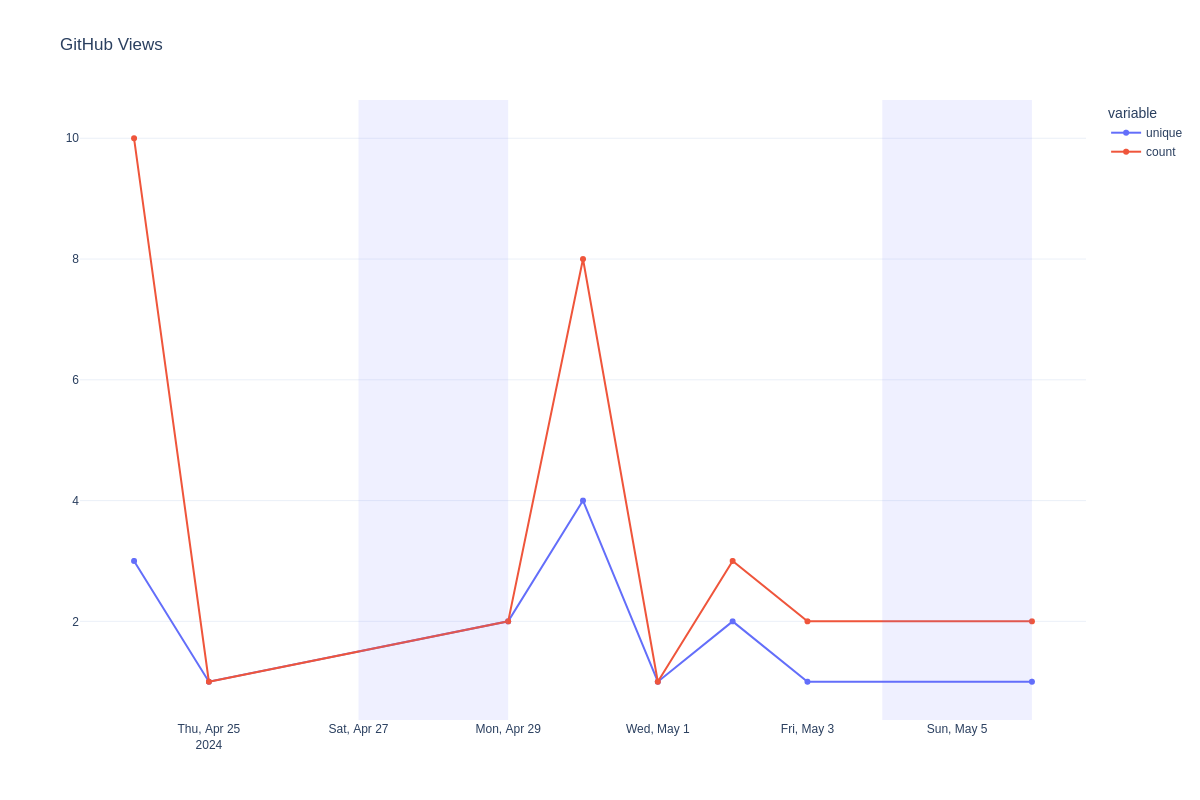 GitHub Views
variable
unique
count
10
8
6
4
2
Thu, Apr 25
2024
Sat, Apr 27
Mon, Apr 29
Wed, May 1
Fri, May 3
Sun, May 5